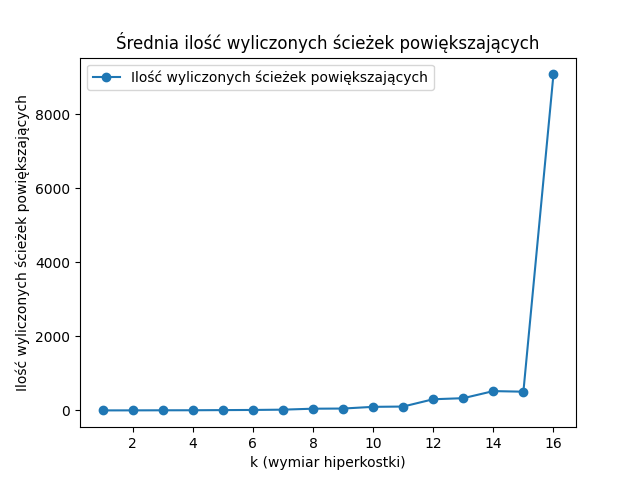 Średnia ilość wyliczonych ścieżek powiększających
Ilość wyliczonych ścieżek powiększających
Ilość wyliczonych ścieżek powiększających
8000
6000
4000
2000
0
2 4 6 8 10 12 14 16
k (wymiar hiperkostki)